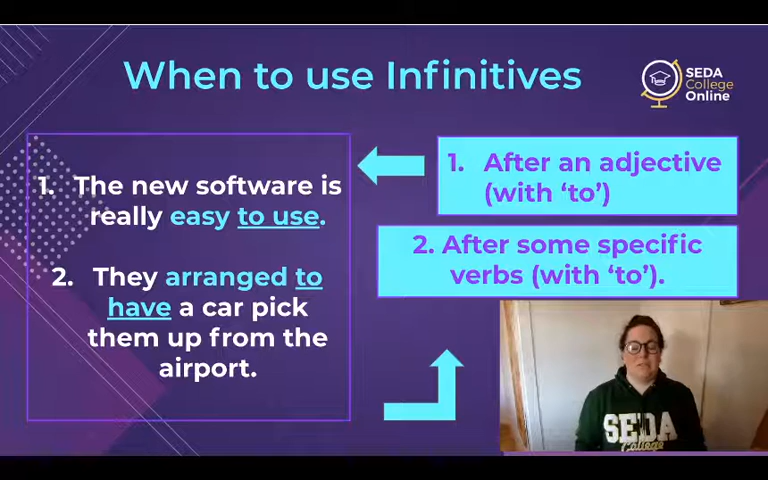 When to use Infinitives
SEDA
College
Online
1. The new software is
really easy to use.
2. They arranged to
have a car pick
them up from the
airport.
1. After an adjective
(with ‘to’)
2. After some specific
verbs (with ‘to’).
SEDA
College